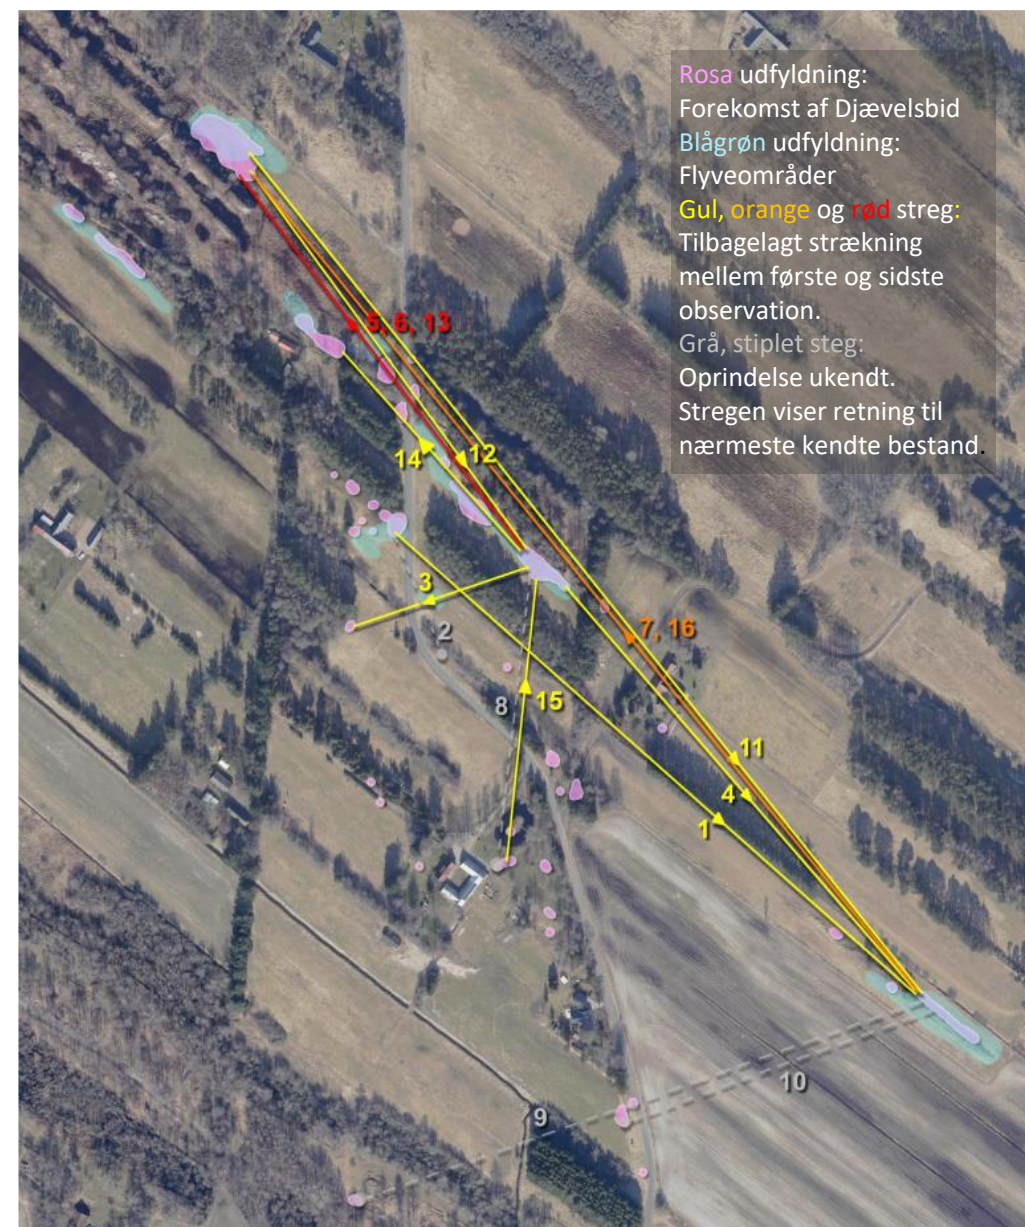 Rosa udfyldning:
Forekomst af Djævelsbid
Blågrøn udfyldning:
Flyveområder
Gul, orange og rød streg:
Tilbagelagt strækning
mellem første og sidste
observation.
Grå, stiplet steg:
Oprindelse ukendt.
Stregen viser retning til
nærmeste kendte bestand.
5, 6, 13
14
12
3
2
7, 16
8
15
11
4
1
10
9